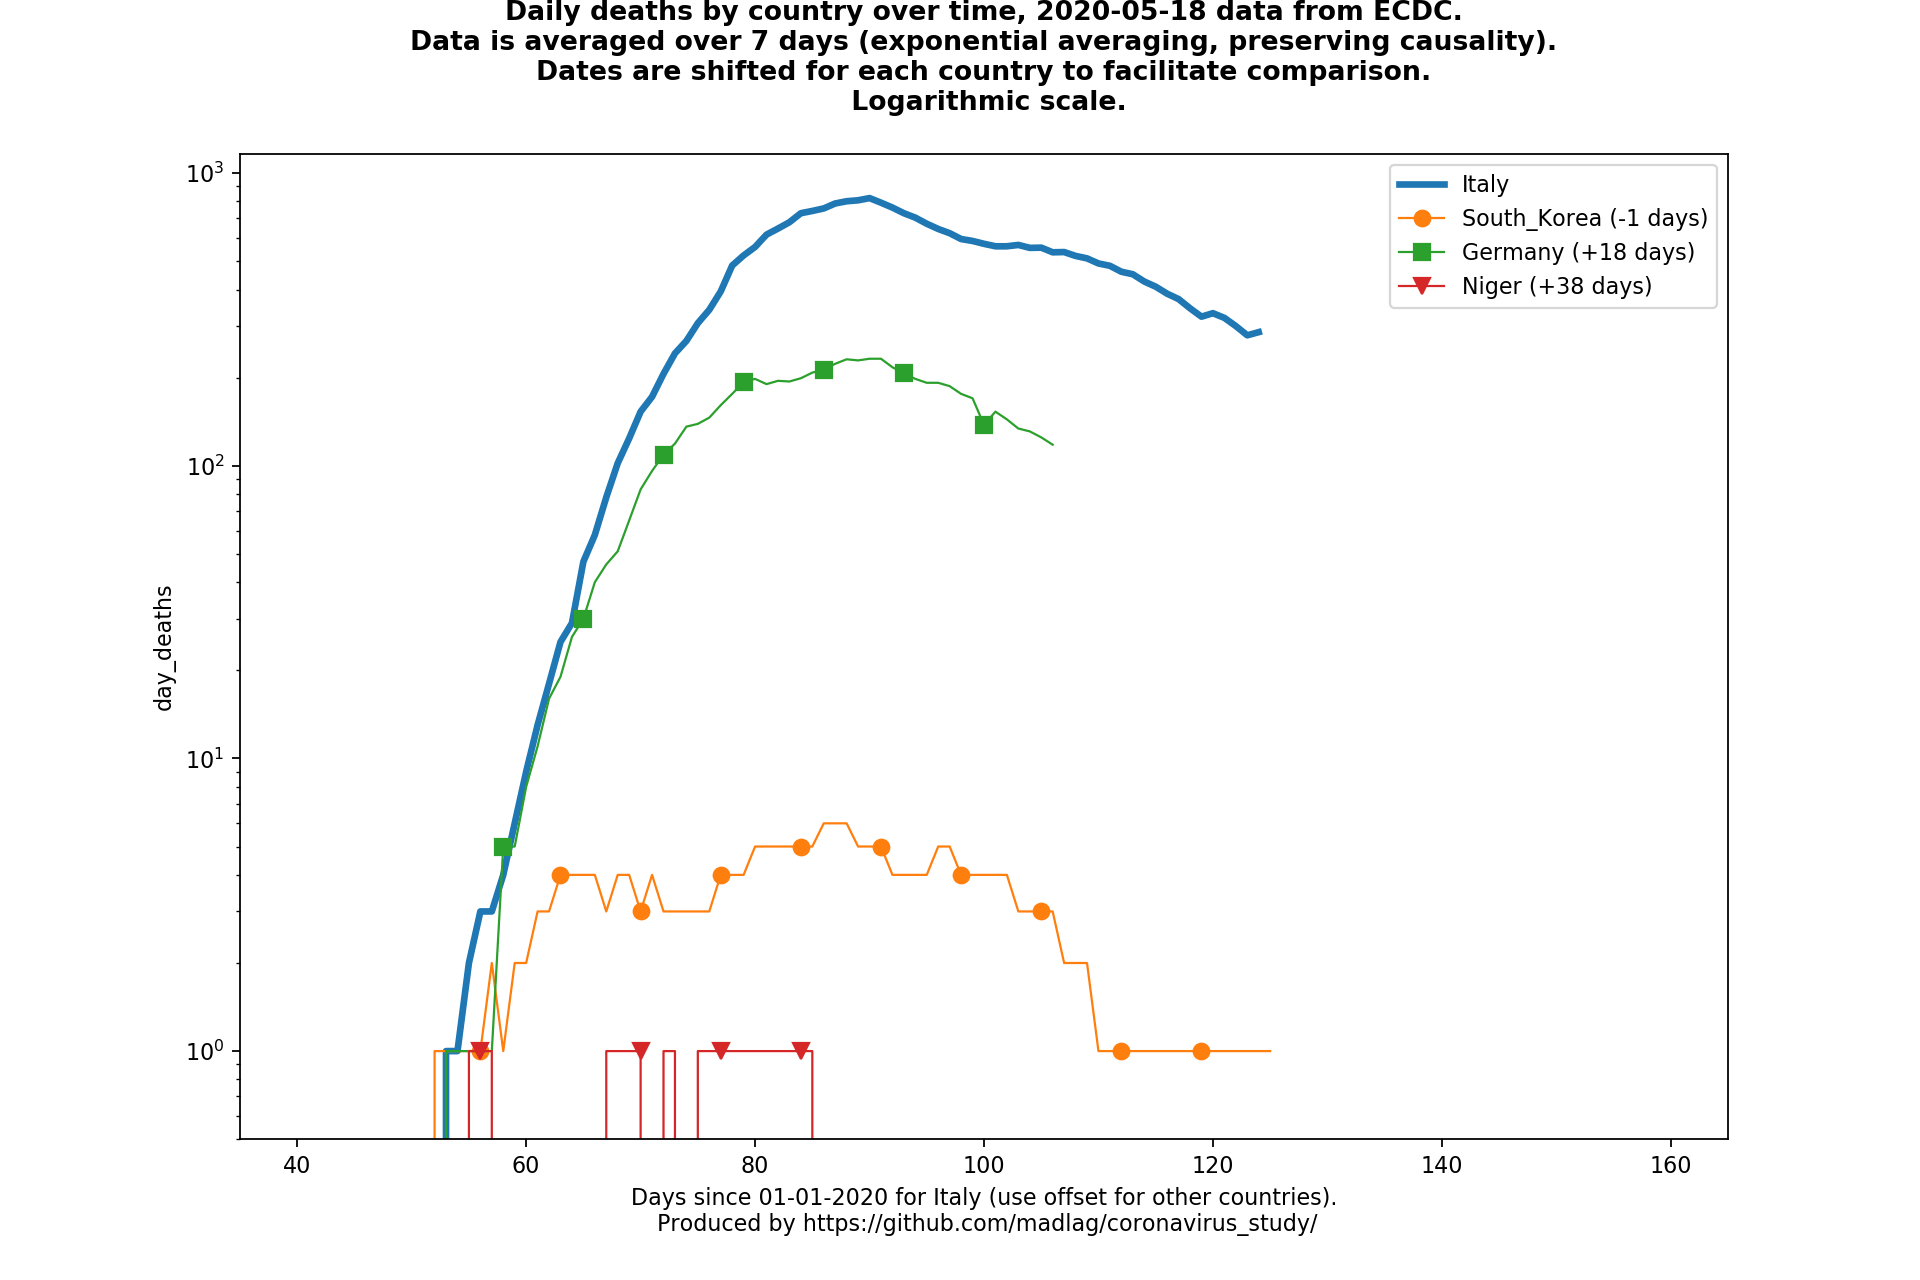 Daily deaths by country over time, 2020-05-18 data from ECDC.
Data is averaged over 7 days (exponential averaging, preserving causality).
Dates are shifted for each country to facilitate comparison.
Logarithmic scale.
10³
10²
10¹
10⁰
day_deaths
Italy
South_Korea (-1 days)
Germany (+18 days)
Niger (+38 days)
40 60 80 100 120 140 160
Days since 01-01-2020 for Italy (use offset for other countries).
Produced by https://github.com/madlag/coronavirus_study/